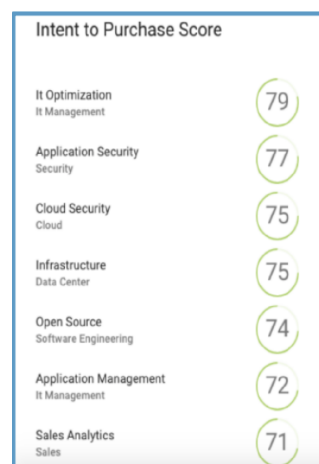 Intent to Purchase Score
It Optimization
It Management
79
Application Security
Security
77
Cloud Security
Cloud
75
Infrastructure
Data Center
75
Open Source
Software Engineering
74
Application Management
It Management
72
Sales Analytics
Sales
71